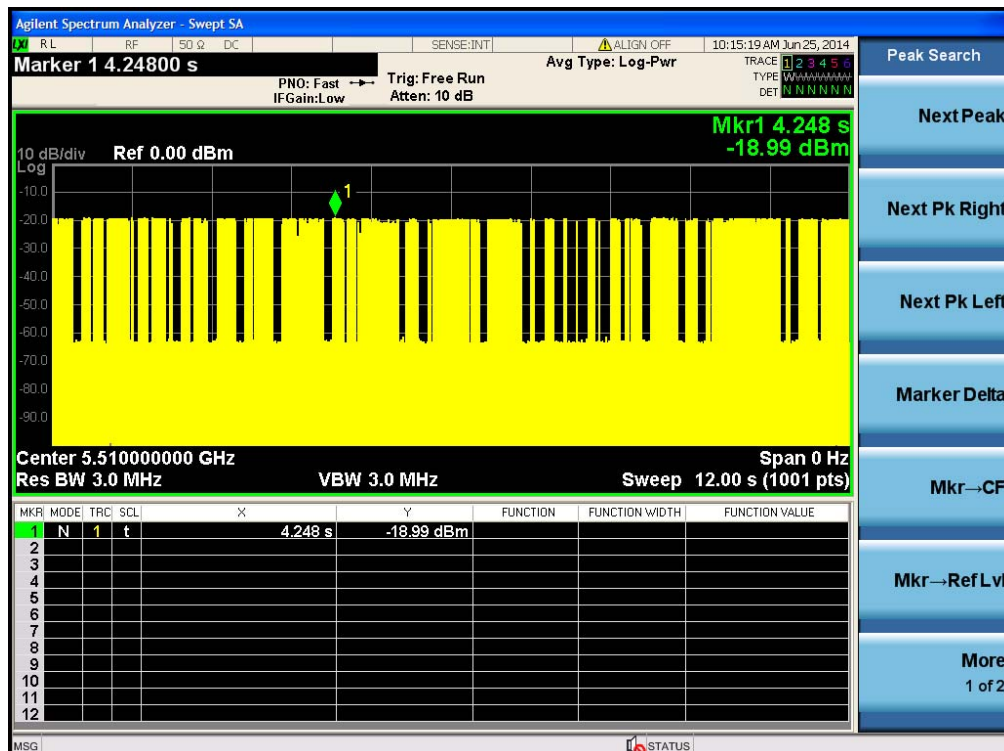 Agilent Spectrum Analyzer - Swept SA
LXI RL RF 50 Ω DC SENSE:INT ALIGN OFF 10:15:19 AM Jun 25, 2014
Marker 1 4.24800 s
PNO: Fast
IFGain:Low
Trig: Free Run
Atten: 10 dB
Avg Type: Log-Pwr
TRACE 1 2 3 4 5 6
TYPE WWWWWWW
DET N N N N N N
Peak Search
Mkr1 4.248 s
-18.99 dBm
10 dB/div Ref 0.00 dBm
Log
1
-10.0
-20.0
-30.0
-40.0
-50.0
-60.0
-70.0
-80.0
-90.0
Center 5.510000000 GHz Span 0 Hz
Res BW 3.0 MHz VBW 3.0 MHz Sweep 12.00 s (1001 pts)
MKR MODE TRC SCL X Y FUNCTION FUNCTION WIDTH FUNCTION VALUE
1 N 1 t 4.248 s -18.99 dBm
2
3
4
5
6
7
8
9
10
11
12
MSG STATUS
Next Peak
Next Pk Right
Next Pk Left
Marker Delta
Mkr→CF
Mkr→Ref Lvl
More
1 of 2